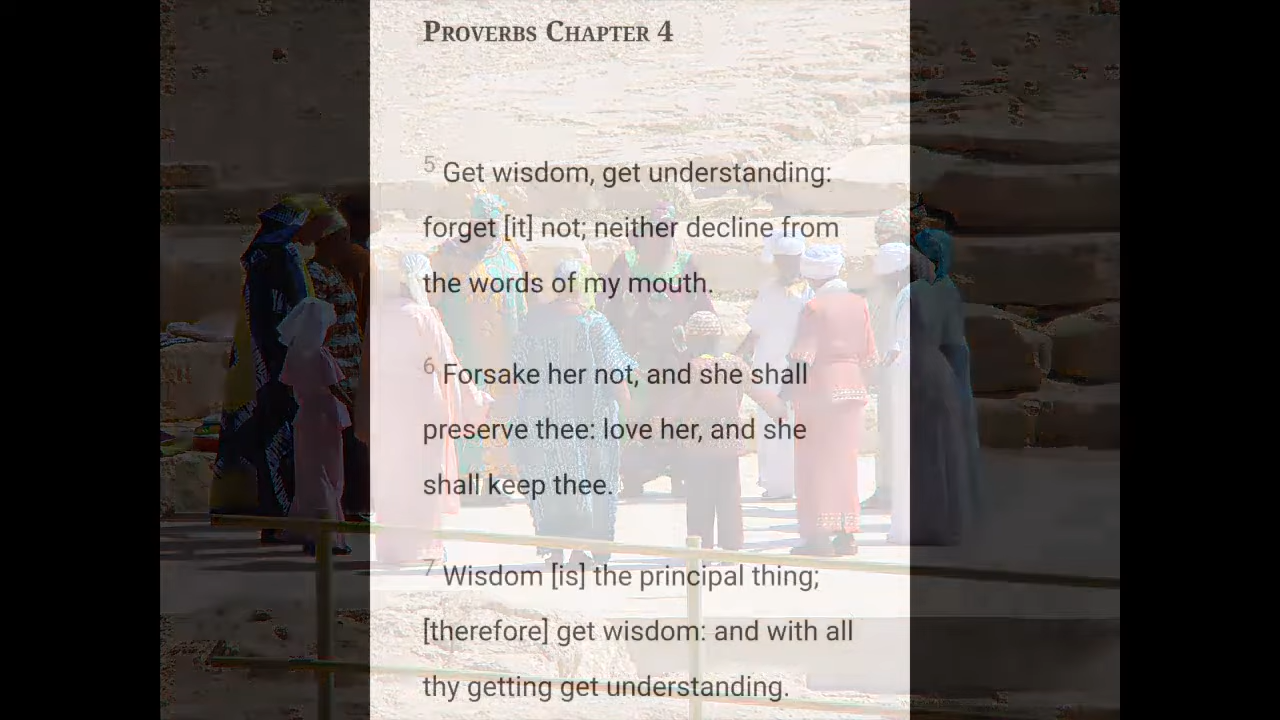 PROVERBS CHAPTER 4
5 Get wisdom, get understanding:
forget [it] not; neither decline from
the words of my mouth.
6 Forsake her not, and she shall
preserve thee: love her, and she
shall keep thee.
7 Wisdom [is] the principal thing;
[therefore] get wisdom: and with all
thy getting get understanding.